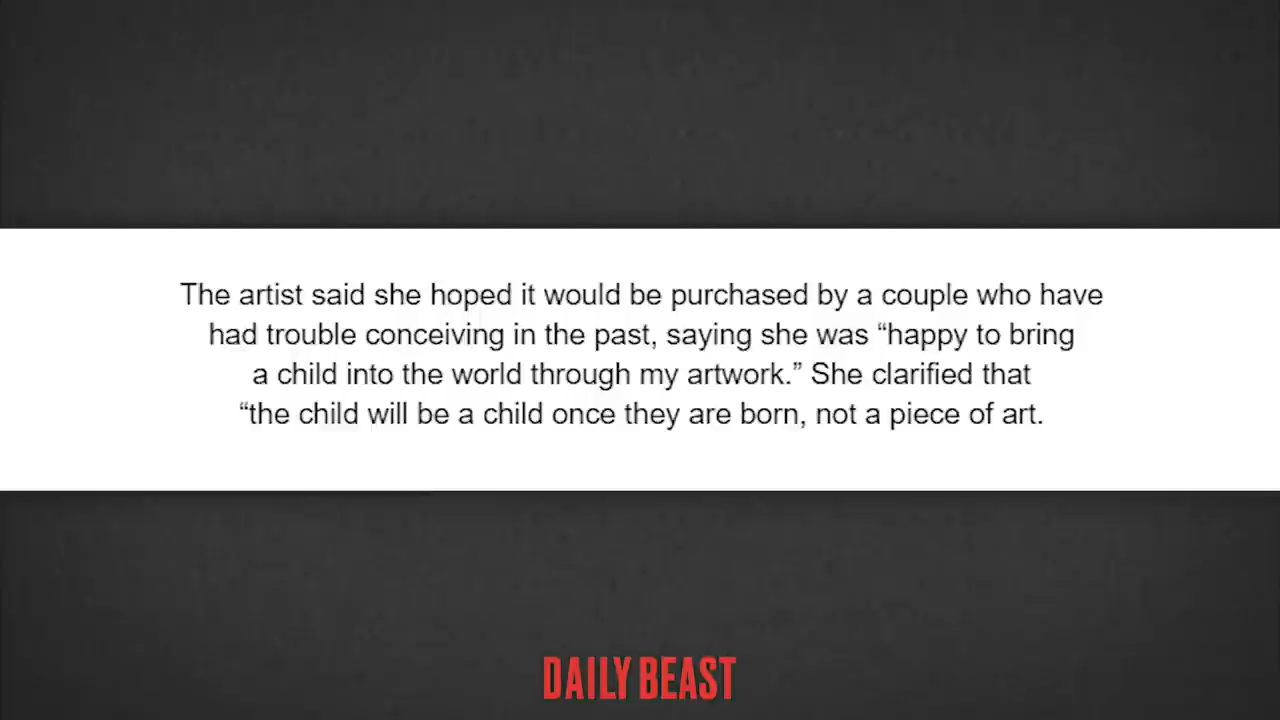 The artist said she hoped it would be purchased by a couple who have
had trouble conceiving in the past, saying she was “happy to bring
a child into the world through my artwork.” She clarified that
“the child will be a child once they are born, not a piece of art.
DAILY BEAST